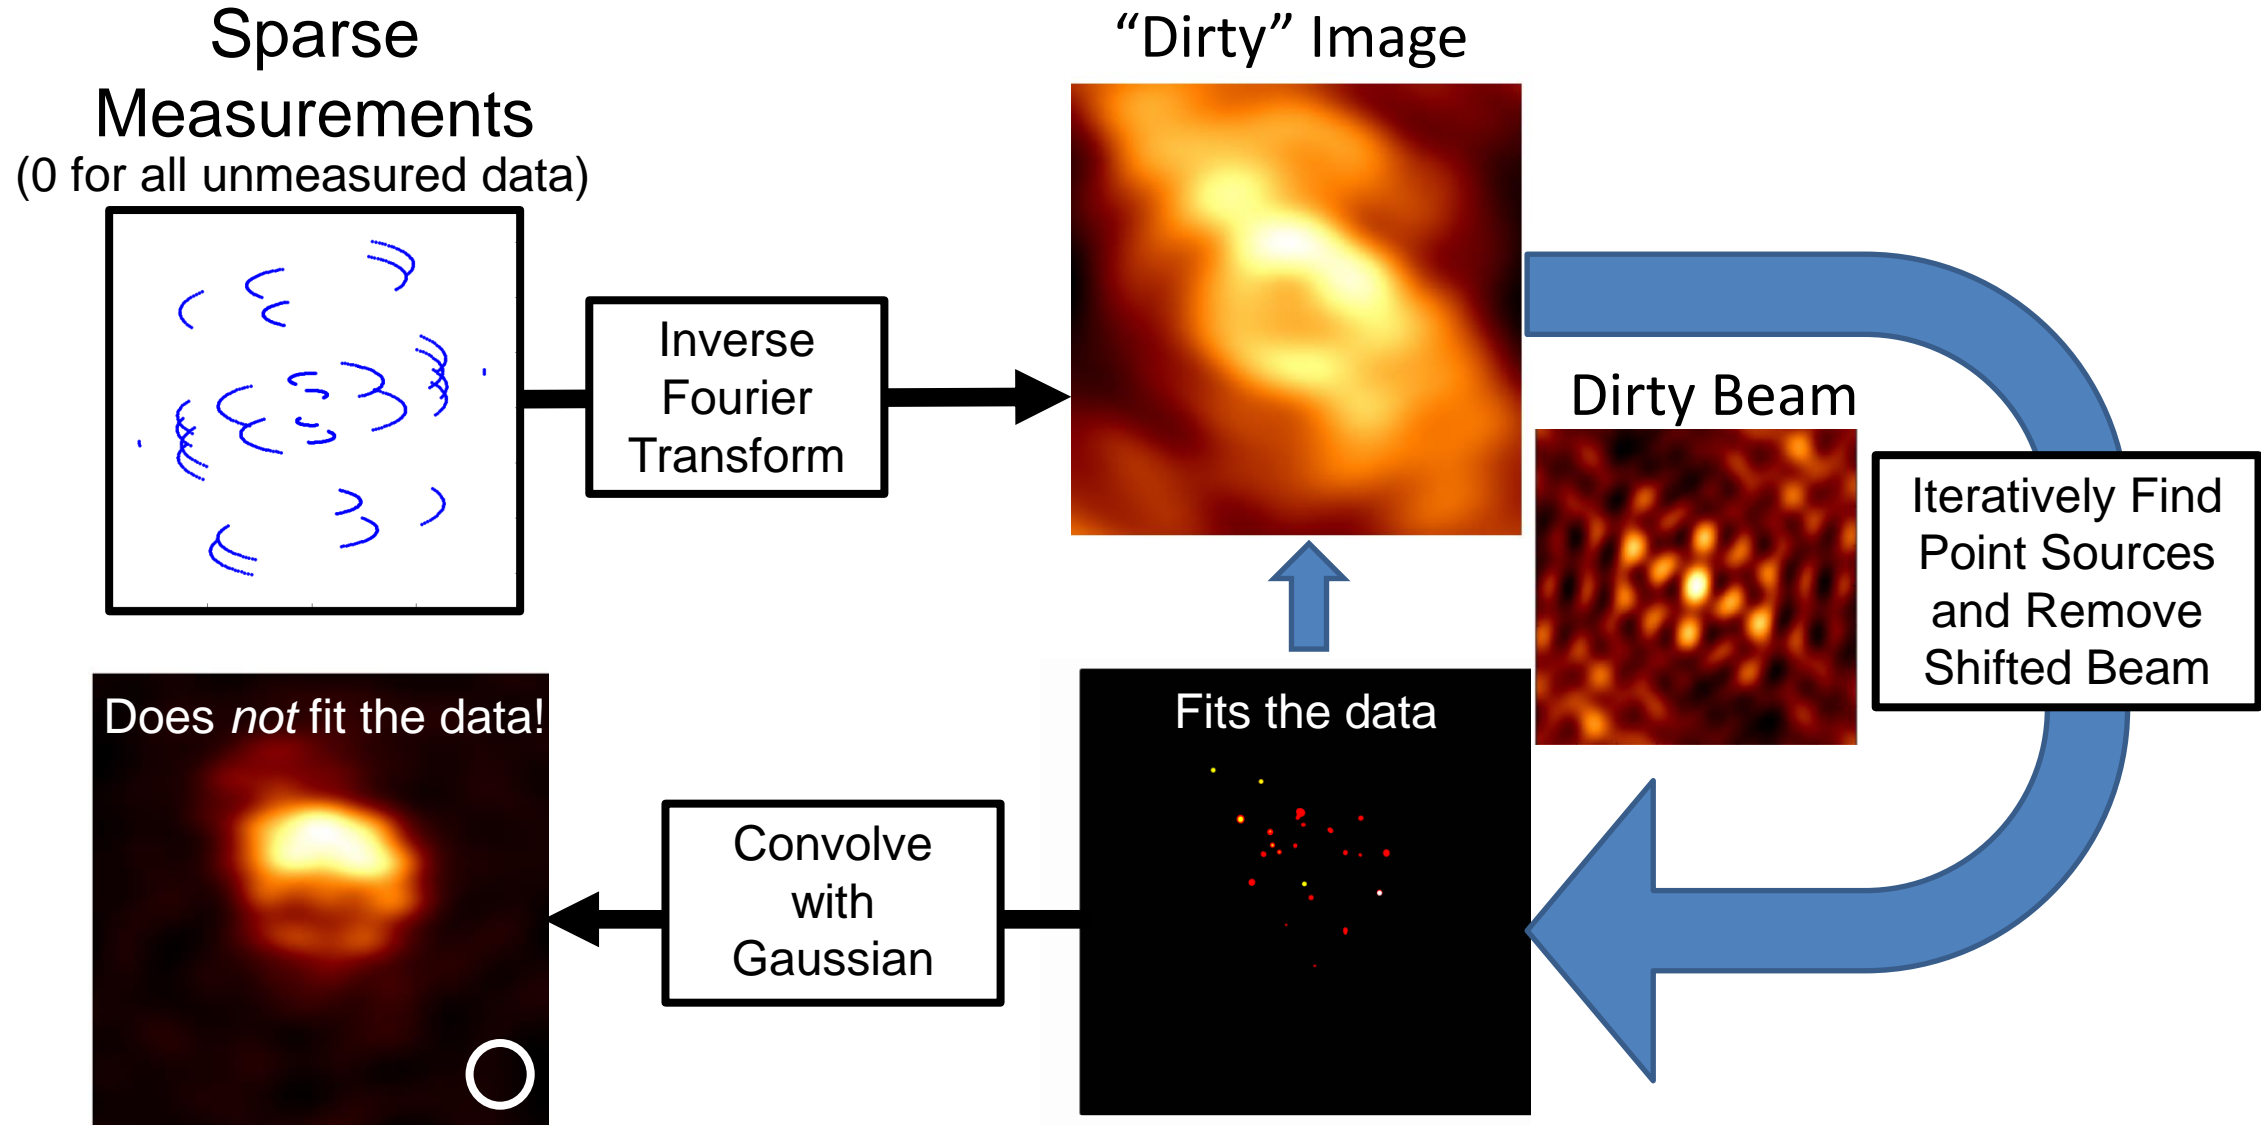 Sparse
Measurements
(0 for all unmeasured data)
Inverse
Fourier
Transform
“Dirty” Image
Dirty Beam
Iteratively Find
Point Sources
and Remove
Shifted Beam
Fits the data
Convolve
with
Gaussian
Does not fit the data!